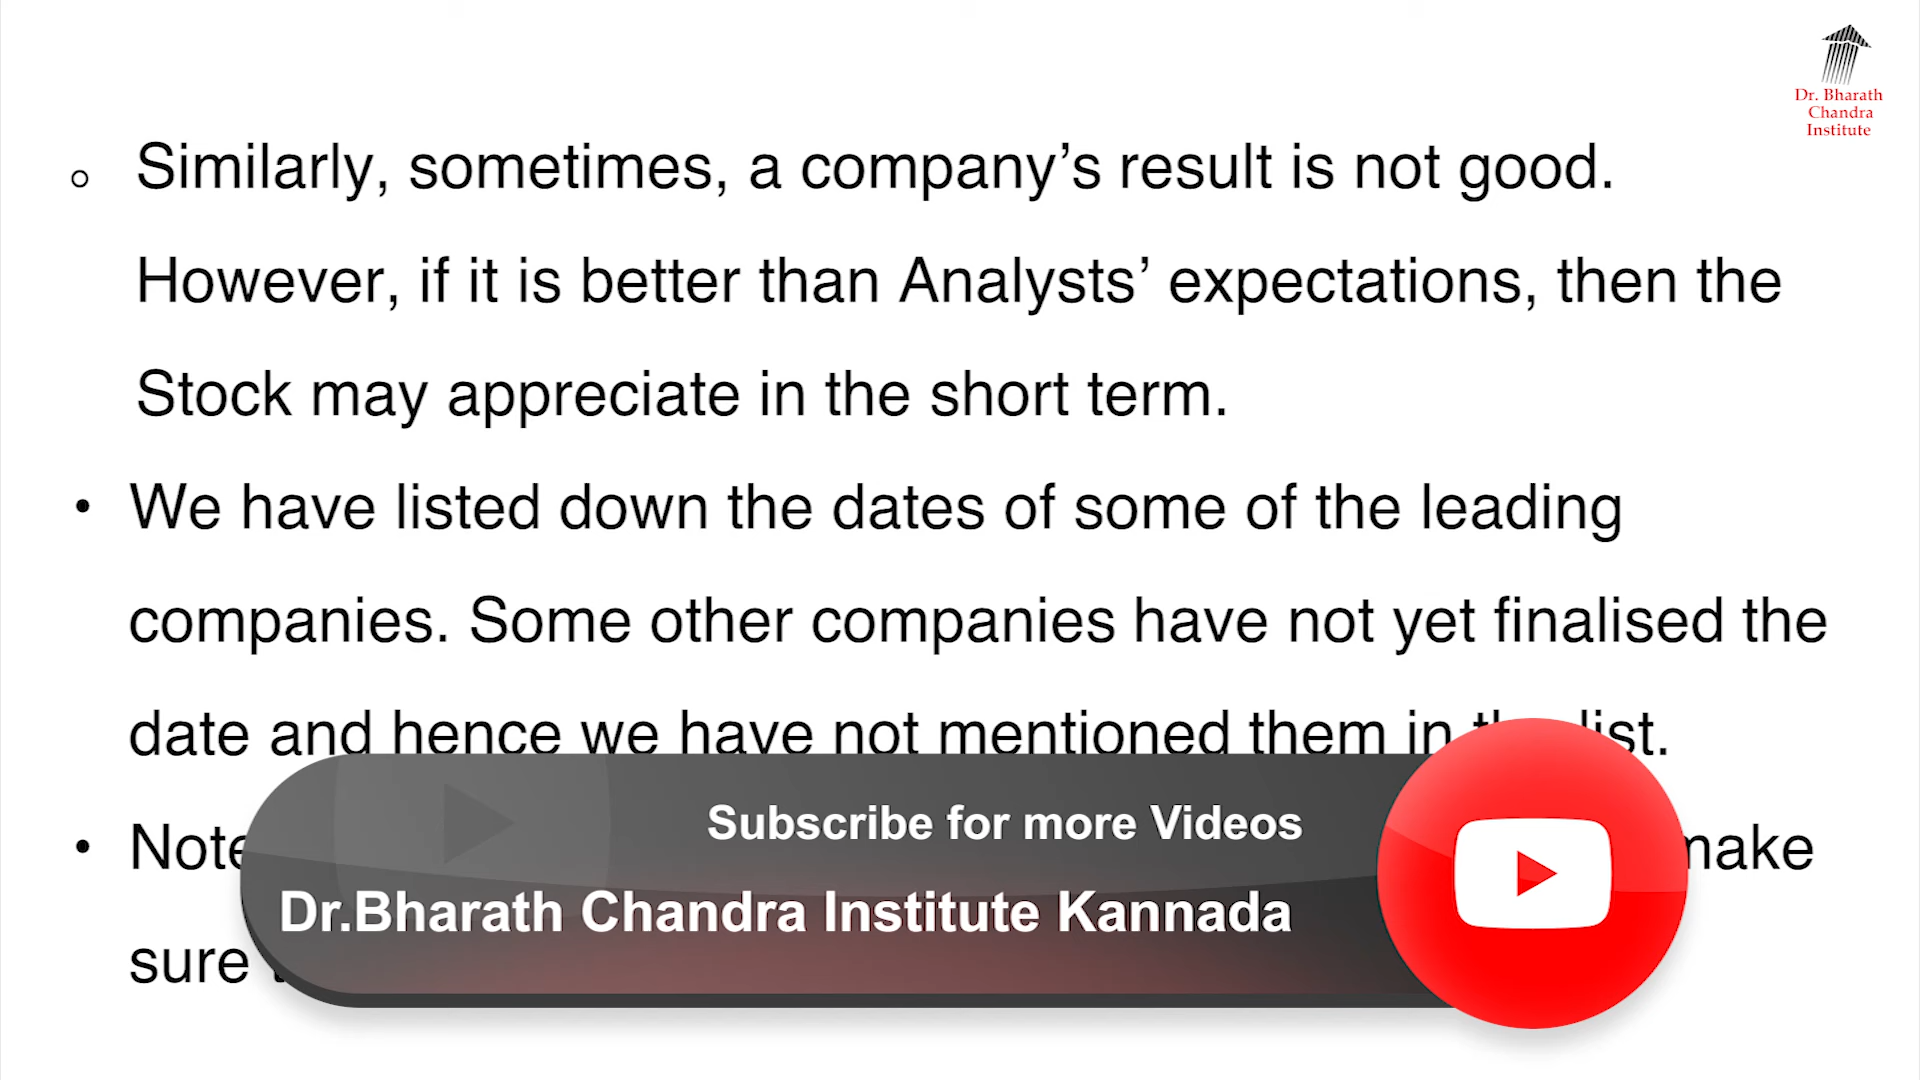 Dr. Bharath
Chandra
Institute
Similarly, sometimes, a company’s result is not good.
However, if it is better than Analysts’ expectations, then the
Stock may appreciate in the short term.
We have listed down the dates of some of the leading
companies. Some other companies have not yet finalised the
date and hence we have not mentioned them in list.
make
sure
Subscribe for more Videos
Dr.Bharath Chandra Institute Kannada